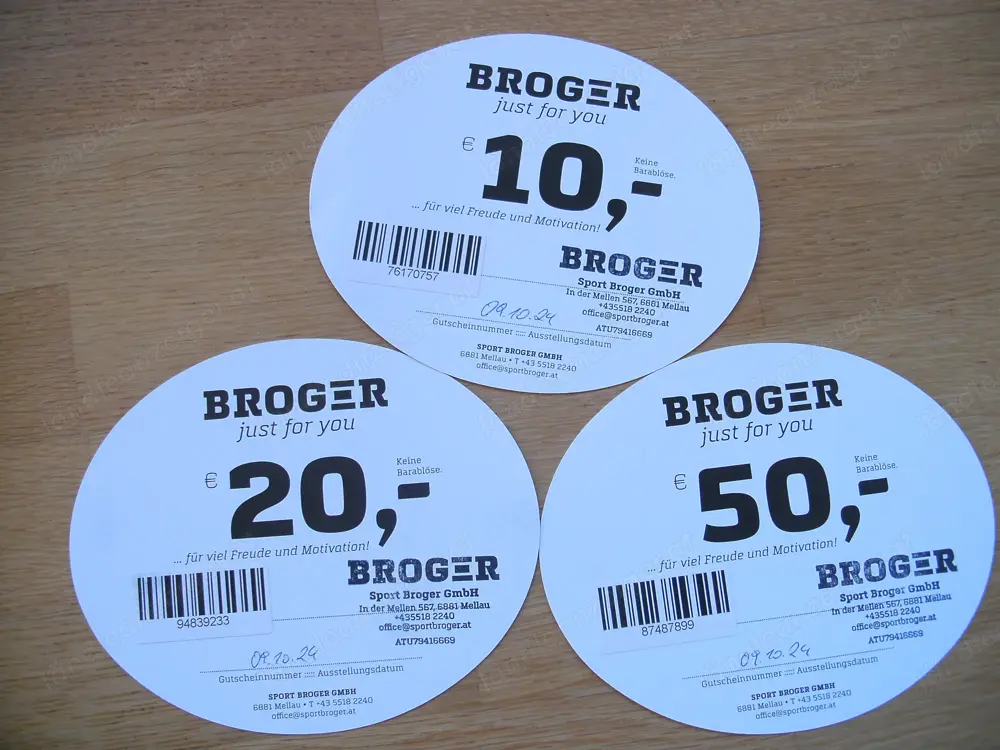 BROGER
just for you
€ 10,-
Keine
Barablöse.
... für viel Freude und Motivation!
76170757
BROGER
Sport Broger GmbH
In der Mellen 567, 6881 Mellau
+435518 2240
office@sportbroger.at
ATU79416669
09.10.24
Gutscheinnummer ::::: Ausstellungsdatum
SPORT BROGER GMBH
6881 Mellau • T +43 5518 2240
office@sportbroger.at
BROGER
just for you
€ 20,-
Keine
Barablöse.
... für viel Freude und Motivation!
94839233
BROGER
Sport Broger GmbH
In der Mellen 567, 6881 Mellau
+435518 2240
office@sportbroger.at
ATU79416669
09.10.24
Gutscheinnummer ::::: Ausstellungsdatum
SPORT BROGER GMBH
6881 Mellau • T +43 5518 2240
office@sportbroger.at
BROGER
just for you
€ 50,-
Keine
Barablöse.
... für viel Freude und Motivation!
87487899
BROGER
Sport Broger GmbH
In der Mellen 567, 6881 Mellau
+435518 2240
office@sportbroger.at
ATU79416669
09.10.24
Gutscheinnummer ::::: Ausstellungsdatum
SPORT BROGER GMBH
6881 Mellau • T +43 5518 2240
office@sportbroger.at